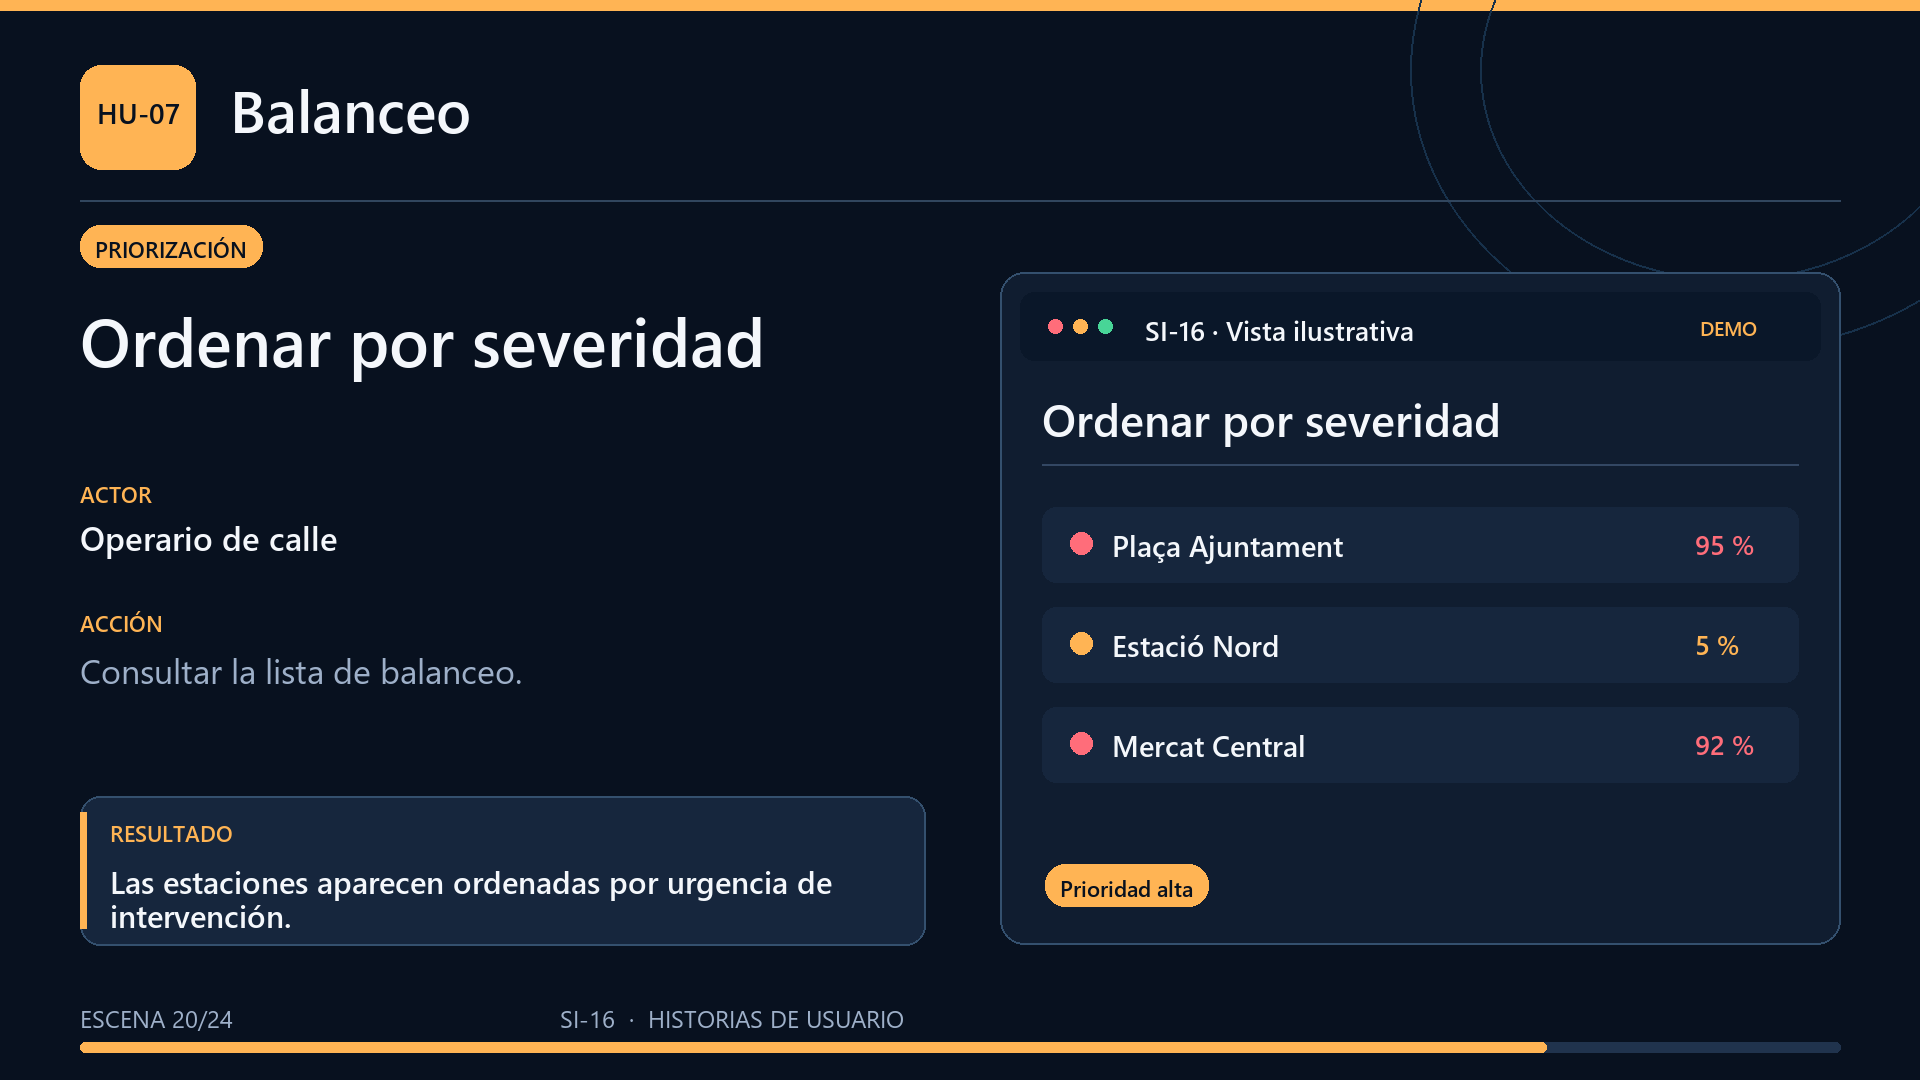 HU-07
Balanceo
PRIORIZACIÓN
Ordenar por severidad
ACTOR
Operario de calle
ACCIÓN
Consultar la lista de balanceo.
RESULTADO
Las estaciones aparecen ordenadas por urgencia de
intervención.
SI-16 · Vista ilustrativa
DEMO
Ordenar por severidad
Plaça Ajuntament 95 %
Estació Nord 5 %
Mercat Central 92 %
Prioridad alta
ESCENA 20/24
SI-16 · HISTORIAS DE USUARIO